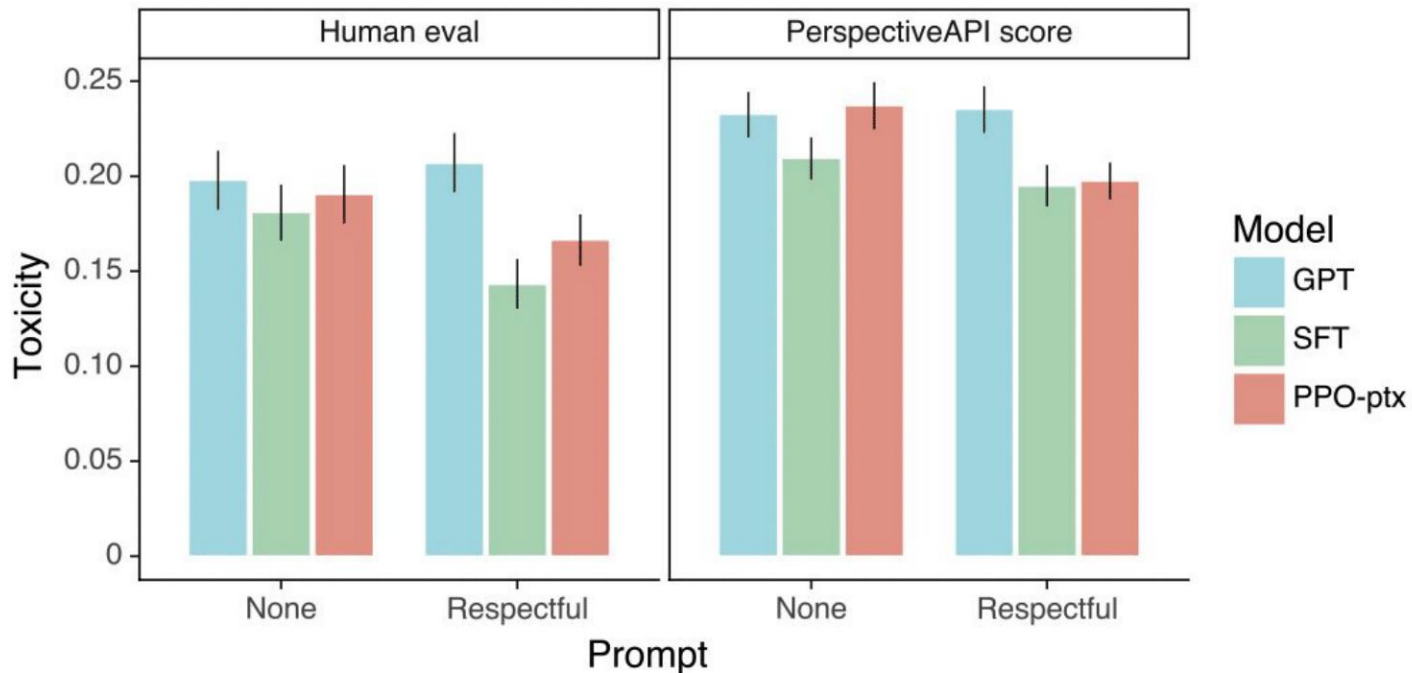 Human eval
PerspectiveAPI score
Toxicity
0.25
0.20
0.15
0.10
0.05
0
None
Respectful
None
Respectful
Prompt
Model
GPT
SFT
PPO-ptx